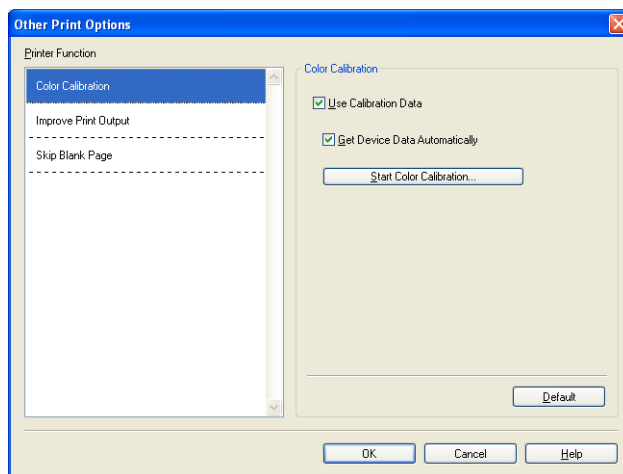 Other Print Options
Printer Function
Color Calibration
Improve Print Output
Skip Blank Page
Color Calibration
Use Calibration Data
Get Device Data Automatically
Start Color Calibration...
Default
OK Cancel Help